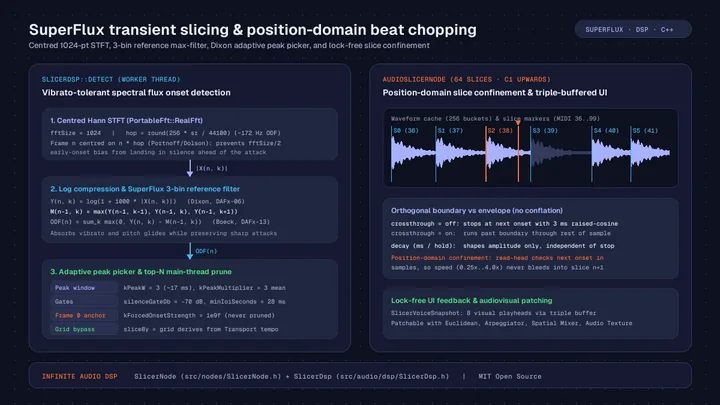 SuperFlux transient slicing & position-domain beat chopping
Centred 1024-pt STFT, 3-bin reference max-filter, Dixon adaptive peak picker, and lock-free slice confinement
SUPERFLUX · DSP · C++
SLICERDSP::DETECT (WORKER THREAD)
Vibrato-tolerant spectral flux onset detection
1. Centred Hann STFT (PortableFft::RealFft)
fftSize = 1024 | hop = round(256 * sr / 44100) (~172 Hz ODF)
Frame n centred on n * hop (Portnoff/Dolson); prevents fftSize/2
early-onset bias from landing in silence ahead of the attack
|X(n, k)|
2. Log compression & SuperFlux 3-bin reference filter
Y(n, k) = log(1 + 1000 * |X(n, k)|) (Dixon, DAFx-06)
M(n-1, k) = max(Y(n-1, k-1), Y(n-1, k), Y(n-1, k+1))
ODF(n) = sum_k max(0, Y(n, k) - M(n-1, k)) (Boeck, DAFx-13)
Absorbs vibrato and pitch glides while preserving sharp attacks
ODF(n)
3. Adaptive peak picker & top-N main-thread prune
Peak window kPeakW = 3 (~17 ms), kPeakMultiplier = 3 mean
Gates silenceGateDb = -70 dB, minIoiSeconds = 28 ms
Frame 0 anchor kForcedOnsetStrength = 1e9f (never pruned)
Grid bypass sliceBy = grid derives from Transport tempo
AUDIOSLICERNODE (64 SLICES · C1 UPWARDS)
Position-domain slice confinement & triple-buffered UI
Waveform cache (256 buckets) & slice markers (MIDI 36..99)
S0 (36)
S1 (37)
S2 (38)
S3 (39)
S4 (40)
S5 (41)
Orthogonal boundary vs envelope (no conflation)
crossthrough = off: stops at next onset with 3 ms raised-cosine
crossthrough = on: runs past boundary through rest of sample
decay (ms / hold): shapes amplitude only, independent of stop
Position-domain confinement: read-head checks next onset in
samples, so speed (0.25x..4.0x) never bleeds into slice n+1
Lock-free UI feedback & audiovisual patching
SlicerVoiceSnapshot: 8 visual playheads via triple buffer
Patchable with Euclidean, Arpeggiator, Spatial Mixer, Audio Texture
INFINITE AUDIO DSP SlicerNode (src/nodes/SlicerNode.h) + SlicerDsp (src/audio/dsp/SlicerDsp.h) | MIT Open Source